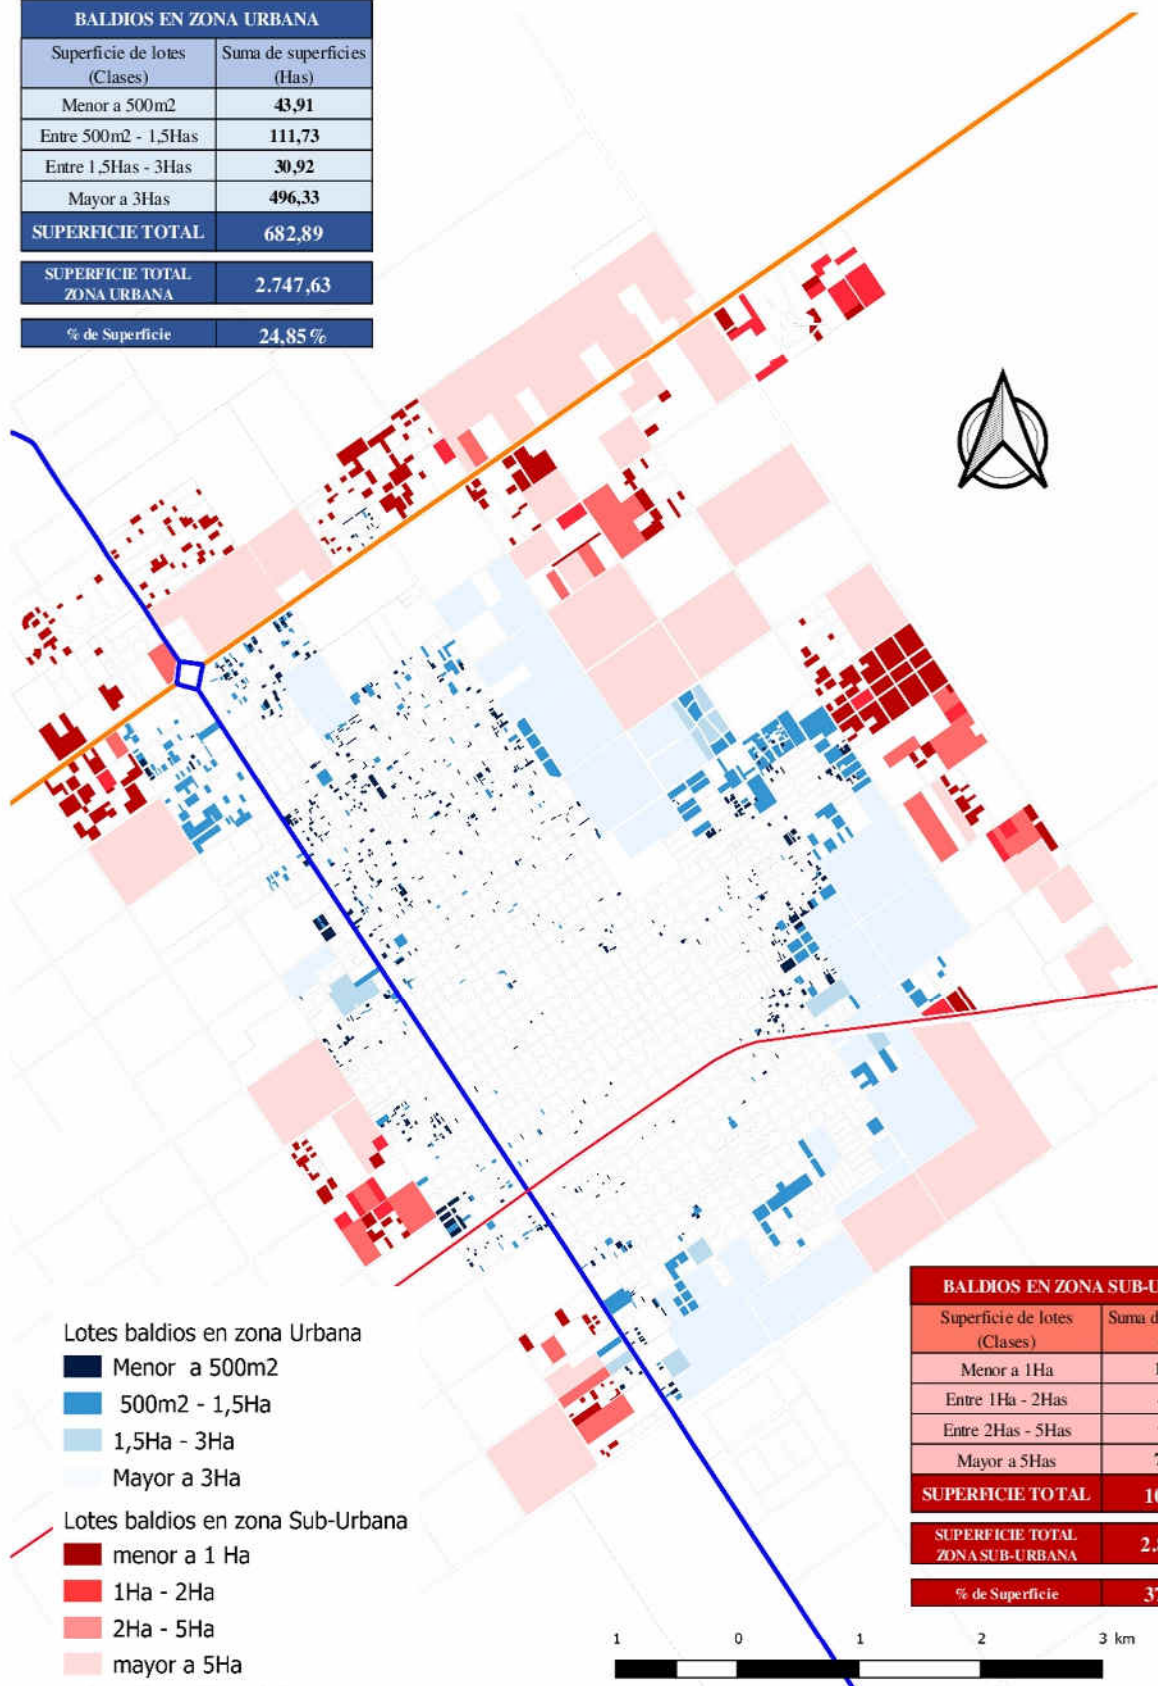 BALDIOS EN ZONA URBANA
Superficie de lotes (Clases) Suma de superficies (Has)
Menor a 500m2 43,91
Entre 500m2 - 1,5Has 111,73
Entre 1,5Has - 3Has 30,92
Mayor a 3Has 496,33
SUPERFICIE TOTAL 682,89
SUPERFICIE TOTAL ZONA URBANA 2.747,63
% de Superficie 24,85%
Lotes baldios en zona Urbana
Menor a 500m2
500m2 - 1,5Ha
1,5Ha - 3Ha
Mayor a 3Ha
Lotes baldios en zona Sub-Urbana
menor a 1 Ha
1Ha - 2Ha
2Ha - 5Ha
mayor a 5Ha
BALDIOS EN ZONA SUB-U
Superficie de lotes (Clases) Suma d
Menor a 1Ha
Entre 1Ha - 2Has
Entre 2Has - 5Has
Mayor a 5Has
SUPERFICIE TOTAL
SUPERFICIE TOTAL ZONA SUB-URBANA
% de Superficie
1 0 1 2 3 km